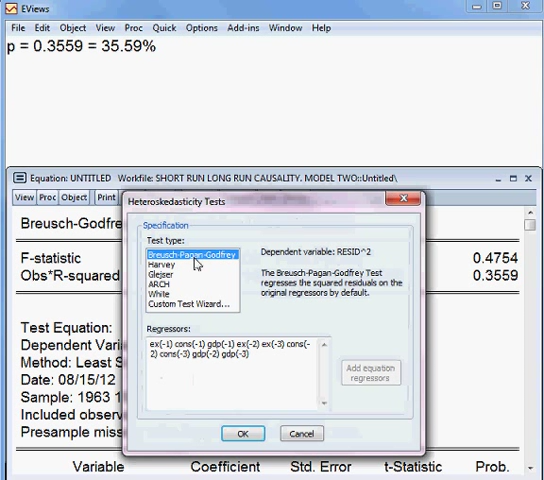 EViews
File Edit Object View Proc Quick Options Add-ins Window Help
p = 0.3559 = 35.59%
Equation: UNTITLED Workfile: SHORT RUN LONG RUN CAUSALITY. MODEL TWO::Untitled\
View Proc Object Print
Heteroskedasticity Tests
Breusch-Godfre
Specification
Test type:
Breusch-Pagan-Godfrey
Harvey
Glejser
ARCH
White
Custom Test Wizard...
Dependent variable: RESID^2
The Breusch-Pagan-Godfrey Test
regresses the squared residuals on the
original regressors by default.
F-statistic 0.4754
Obs*R-squared 0.3559
Regressors:
ex(-1) cons(-1) gdp(-1) ex(-2) ex(-3) cons(-
2) cons(-3) gdp(-2) gdp(-3)
Add equation
regressors
OK Cancel
Test Equation:
Dependent Varia
Method: Least S
Date: 08/15/12
Sample: 1963 1
Included observ
Presample miss
Variable Coefficient Std. Error t-Statistic Prob.